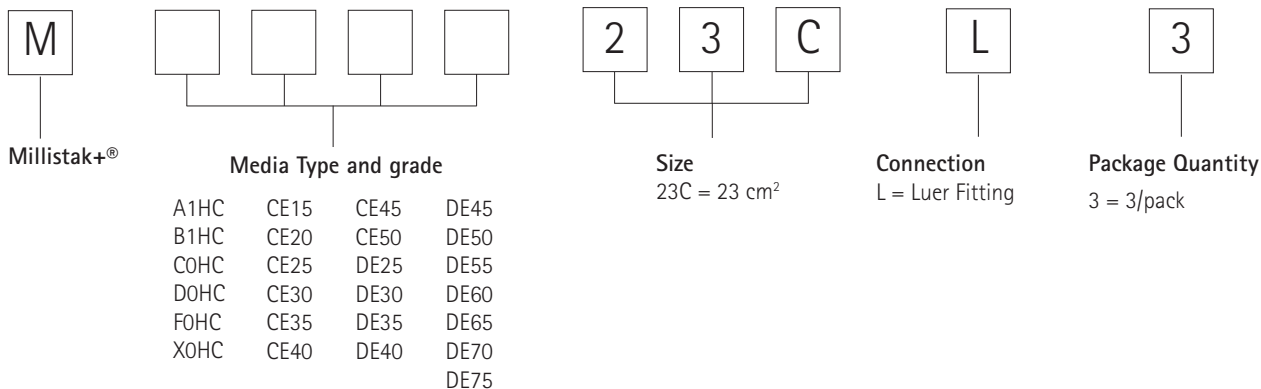 M 2 3 C L 3
Millistak+®
Media Type and grade
Size
Connection
Package Quantity
23C = 23 cm²
L = Luer Fitting
3 = 3/pack
A1HC CE15 CE45 DE45
B1HC CE20 CE50 DE50
C0HC CE25 DE25 DE55
D0HC CE30 DE30 DE60
F0HC CE35 DE35 DE65
X0HC CE40 DE40 DE70
DE75